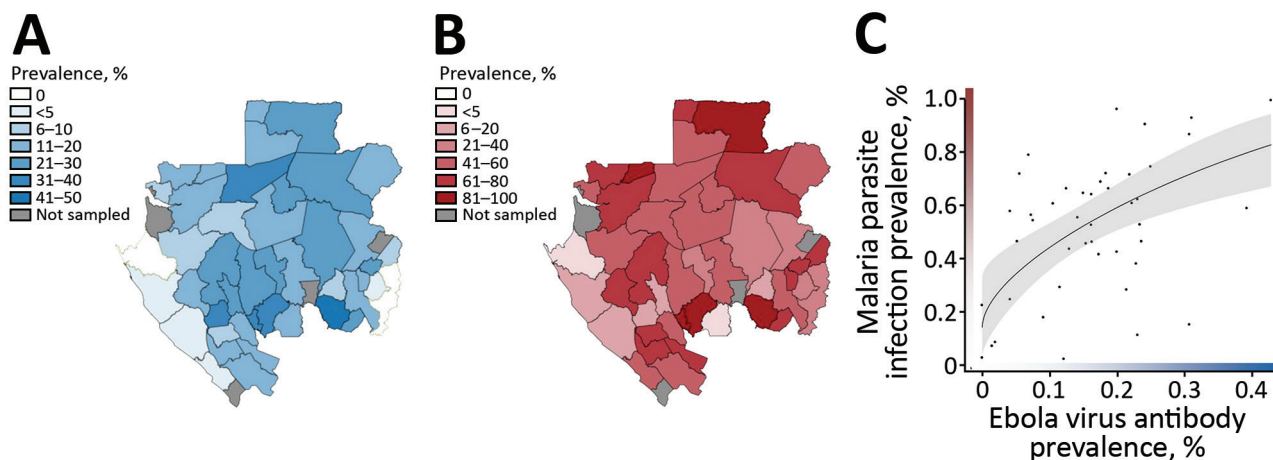 A
Prevalence, %
0
<5
6–10
11–20
21–30
31–40
41–50
Not sampled
B
Prevalence, %
0
<5
6–20
21–40
41–60
61–80
81–100
Not sampled
C
Malaria parasite
infection prevalence, %
1.0
0.8
0.6
0.4
0.2
0
0 0.1 0.2 0.3 0.4
Ebola virus antibody
prevalence, %